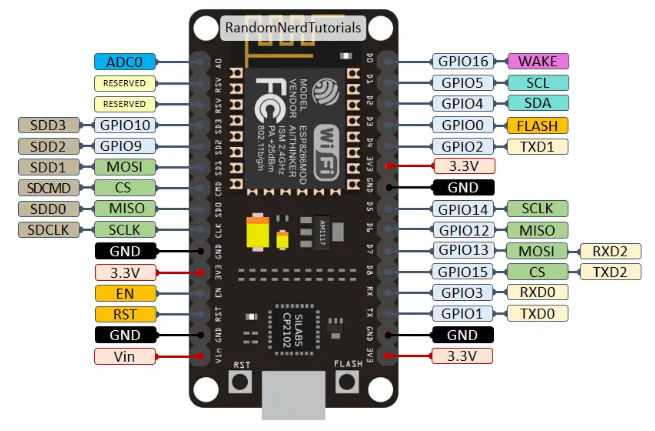 RandomNerdTutorials
ADC0 A0 D0 GPIO16 WAKE
RESERVED RSV D1 GPIO5 SCL
RESERVED RSV D2 GPIO4 SDA
SDD3 GPIO10 SD3 D3 GPIO0 FLASH
SDD2 GPIO9 SD2 D4 GPIO2 TXD1
SDD1 MOSI SD1 3V3 3.3V
SDCMD CS CMD GND GND
SDD0 MISO SD0 D5 GPIO14 SCLK
SDCLK SCLK CLK D6 GPIO12 MISO
GND GND D7 GPIO13 MOSI RXD2
3.3V 3V3 D8 GPIO15 CS TXD2
EN EN RX GPIO3 RXD0
RST RST TX GPIO1 TXD0
GND GND GND GND
Vin Vin 3V3 3.3V
MODEL ESP8266MOD
VENDOR AITHINKER
ISM 2.4GHz
PA +25dBm
802.11b/g/n
FC
Wi Fi
AM1117
SILABS
CP2102
RST
FLASH